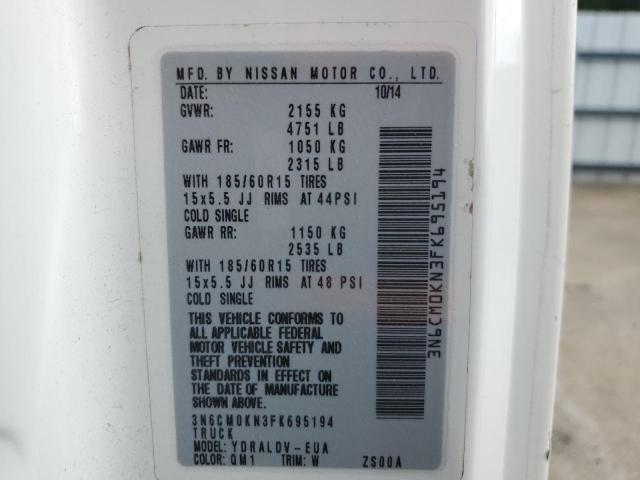 MFD. BY NISSAN MOTOR CO., LTD.
DATE: 10/14
GVWR: 2155 KG
4751 LB
GAWR FR: 1050 KG
2315 LB
WITH 185/60R15 TIRES
15x5.5 JJ RIMS AT 44PSI
COLD SINGLE
GAWR RR: 1150 KG
2535 LB
WITH 185/60R15 TIRES
15x5.5 JJ RIMS AT 48 PSI
COLD SINGLE
THIS VEHICLE CONFORMS TO
ALL APPLICABLE FEDERAL
MOTOR VEHICLE SAFETY AND
THEFT PREVENTION
STANDARDS IN EFFECT ON
THE DATE OF MANUFACTURE
SHOWN ABOVE.
3N6CM0KN3FK695194
TRUCK
MODEL: YDRALDV-EUA
COLOR: QM1 TRIM: W ZS00A
3N6CM0KN3FK695194